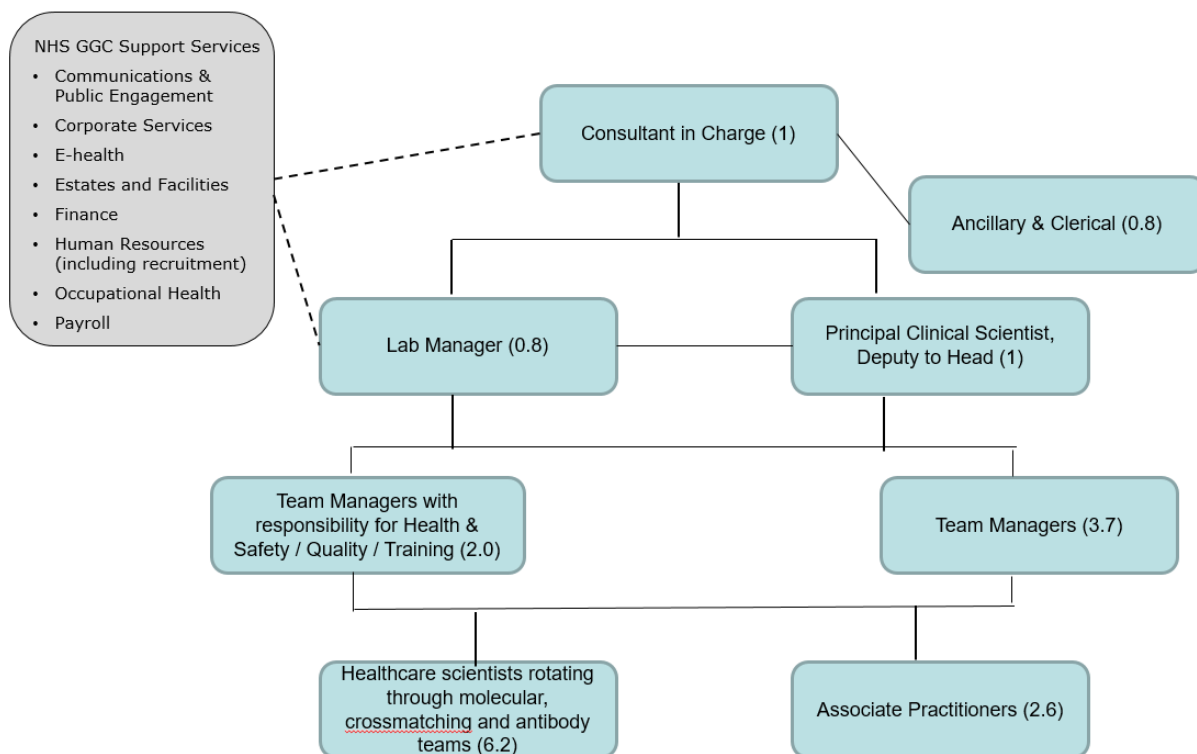 NHS GGC Support Services
• Communications &
Public Engagement
• Corporate Services
• E-health
• Estates and Facilities
• Finance
• Human Resources
(including recruitment)
• Occupational Health
• Payroll
Consultant in Charge (1)
Ancillary & Clerical (0.8)
Lab Manager (0.8)
Principal Clinical Scientist,
Deputy to Head (1)
Team Managers with
responsibility for Health &
Safety / Quality / Training (2.0)
Team Managers (3.7)
Healthcare scientists rotating
through molecular,
crossmatching and antibody
teams (6.2)
Associate Practitioners (2.6)